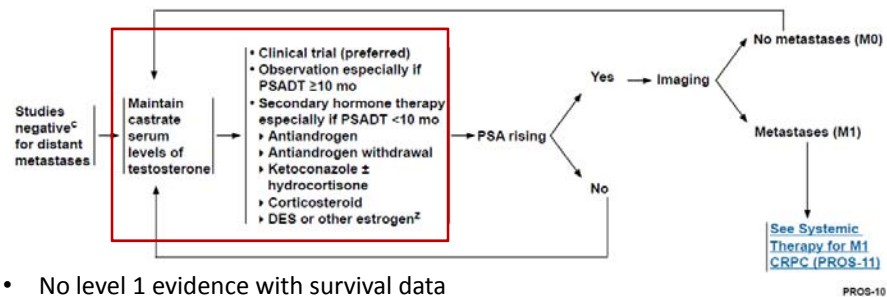 Studies
negativeᶜ
for distant
metastases
Maintain
castrate
serum
levels of
testosterone
• Clinical trial (preferred)
• Observation especially if
PSADT ≥10 mo
• Secondary hormone therapy
especially if PSADT <10 mo
▸ Antiandrogen
▸ Antiandrogen withdrawal
▸ Ketoconazole ±
hydrocortisone
▸ Corticosteroid
▸ DES or other estrogenᶻ
PSA rising
Yes
No
Imaging
No metastases (M0)
Metastases (M1)
See Systemic
Therapy for M1
CRPC (PROS-11)
PROS-10
• No level 1 evidence with survival data